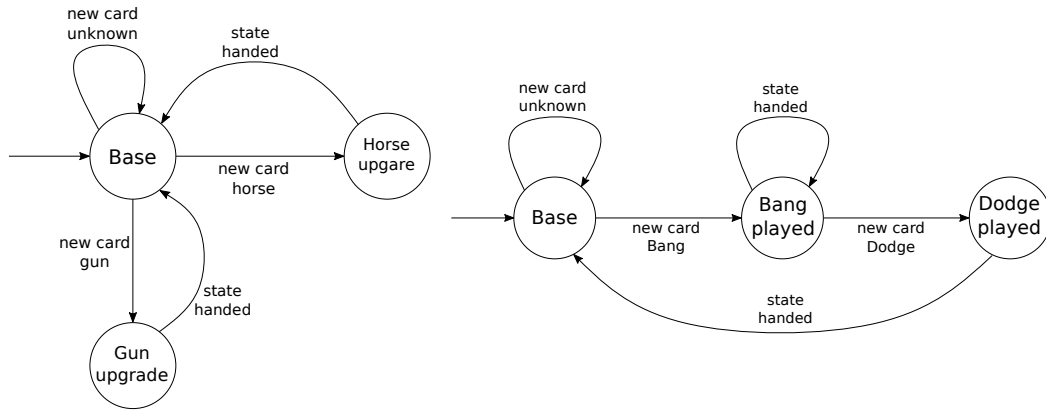 new card
unknown
state
handed
Base
new card
horse
Horse
upgare
new card
gun
state
handed
Gun
upgrade
new card
unknown
state
handed
Base
new card
Bang
Bang
played
new card
Dodge
Dodge
played
state
handed